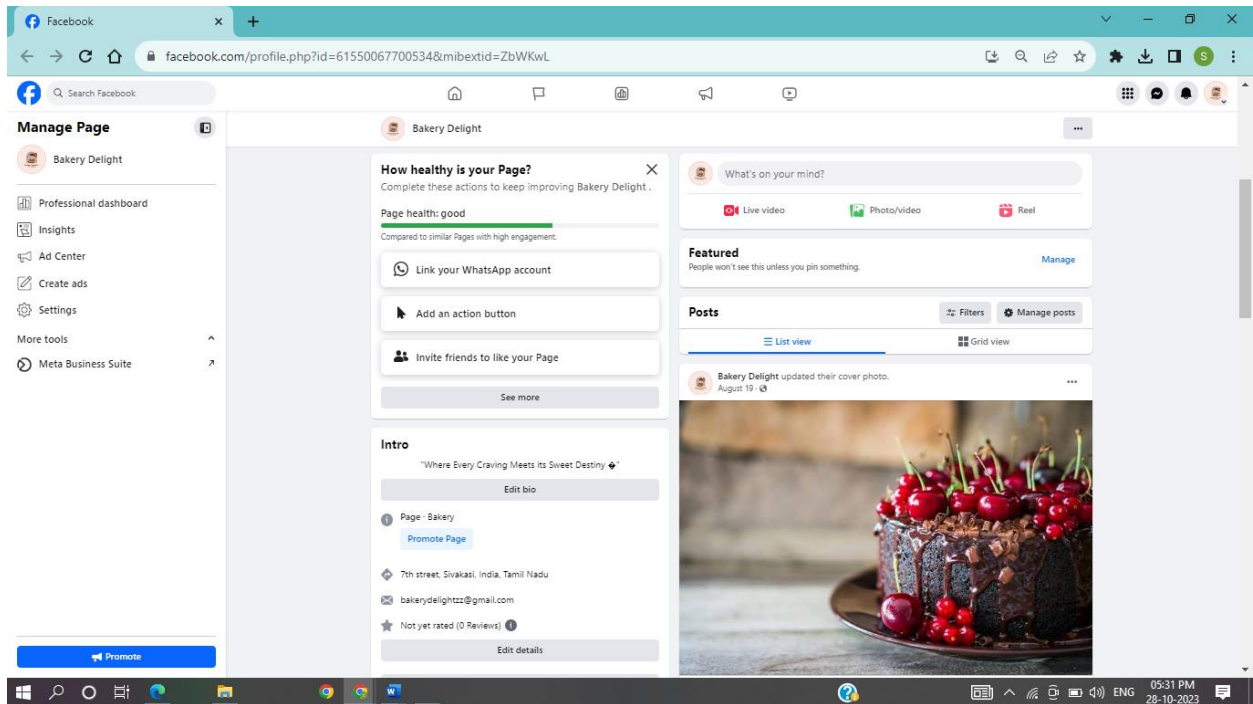 Facebook
facebook.com/profile.php?id=61550067700534&mibextid=ZbWKwL
S
Search Facebook
Manage Page
Bakery Delight
Professional dashboard
Insights
Ad Center
Create ads
Settings
More tools
Meta Business Suite
Promote
Bakery Delight
How healthy is your Page?
Complete these actions to keep improving Bakery Delight .
Page health: good
Compared to similar Pages with high engagement.
Link your WhatsApp account
Add an action button
Invite friends to like your Page
See more
Intro
"Where Every Craving Meets its Sweet Destiny �"
Edit bio
Page · Bakery
Promote Page
7th street, Sivakasi, India, Tamil Nadu
bakerydelightzz@gmail.com
Not yet rated (0 Reviews)
Edit details
What's on your mind?
Live video
Photo/video
Reel
Featured
People won't see this unless you pin something.
Manage
Posts
Filters
Manage posts
List view
Grid view
Bakery Delight updated their cover photo.
August 19 ·
ENG
05:31 PM
28-10-2023